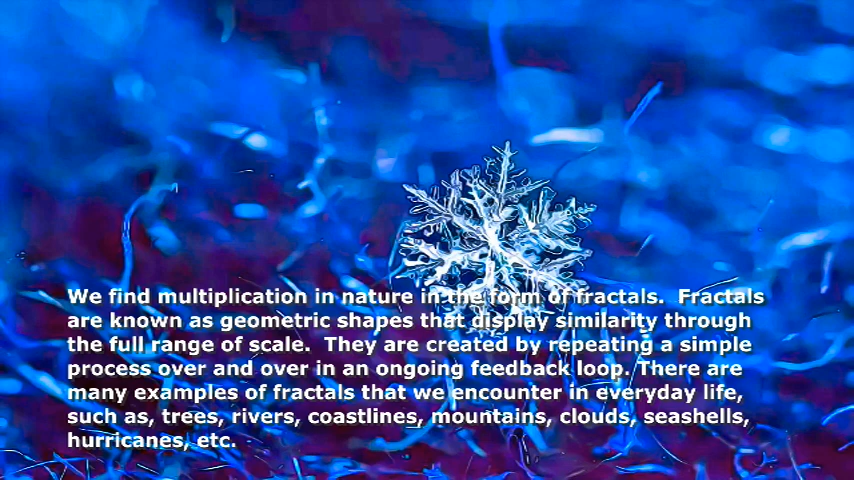 We find multiplication in nature in the form of fractals.  Fractals
are known as geometric shapes that display similarity through
the full range of scale.  They are created by repeating a simple
process over and over in an ongoing feedback loop. There are
many examples of fractals that we encounter in everyday life,
such as, trees, rivers, coastlines, mountains, clouds, seashells,
hurricanes, etc.